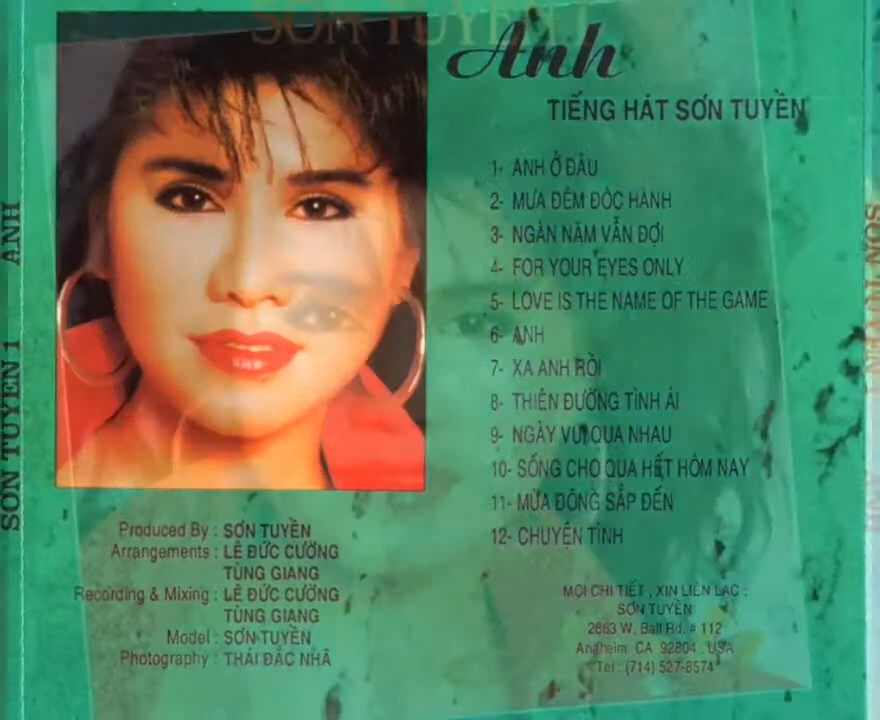 SƠN TUYỀN 1
Anh
TIẾNG HÁT SƠN TUYỀN
1- ANH Ở ĐÂU
2- MƯA ĐÊM ĐỘC HÀNH
3- NGÀN NĂM VẪN ĐỢI
4- FOR YOUR EYES ONLY
5- LOVE IS THE NAME OF THE GAME
6- ANH
7- XA ANH RỒI
8- THIÊN ĐƯỜNG TÌNH ÁI
9- NGÀY VUI QUA NHAU
10- SỐNG CHO QUA HẾT HÔM NAY
11- MÙA ĐÔNG SẮP ĐẾN
12- CHUYỆN TÌNH
Produced By : SƠN TUYỀN
Arrangements : LÊ ĐỨC CƯỜNG
TÙNG GIANG
Recording & Mixing : LÊ ĐỨC CƯỜNG
TÙNG GIANG
Model : SƠN TUYỀN
Photography : THÁI ĐẮC NHÃ
MỌI CHI TIẾT , XIN LIÊN LẠC :
SƠN TUYỀN
2863 W. Ball Rd. # 112
Anaheim CA 92804 . USA
Tel : (714) 527-8574
SƠN TUYỀN 1 ANH